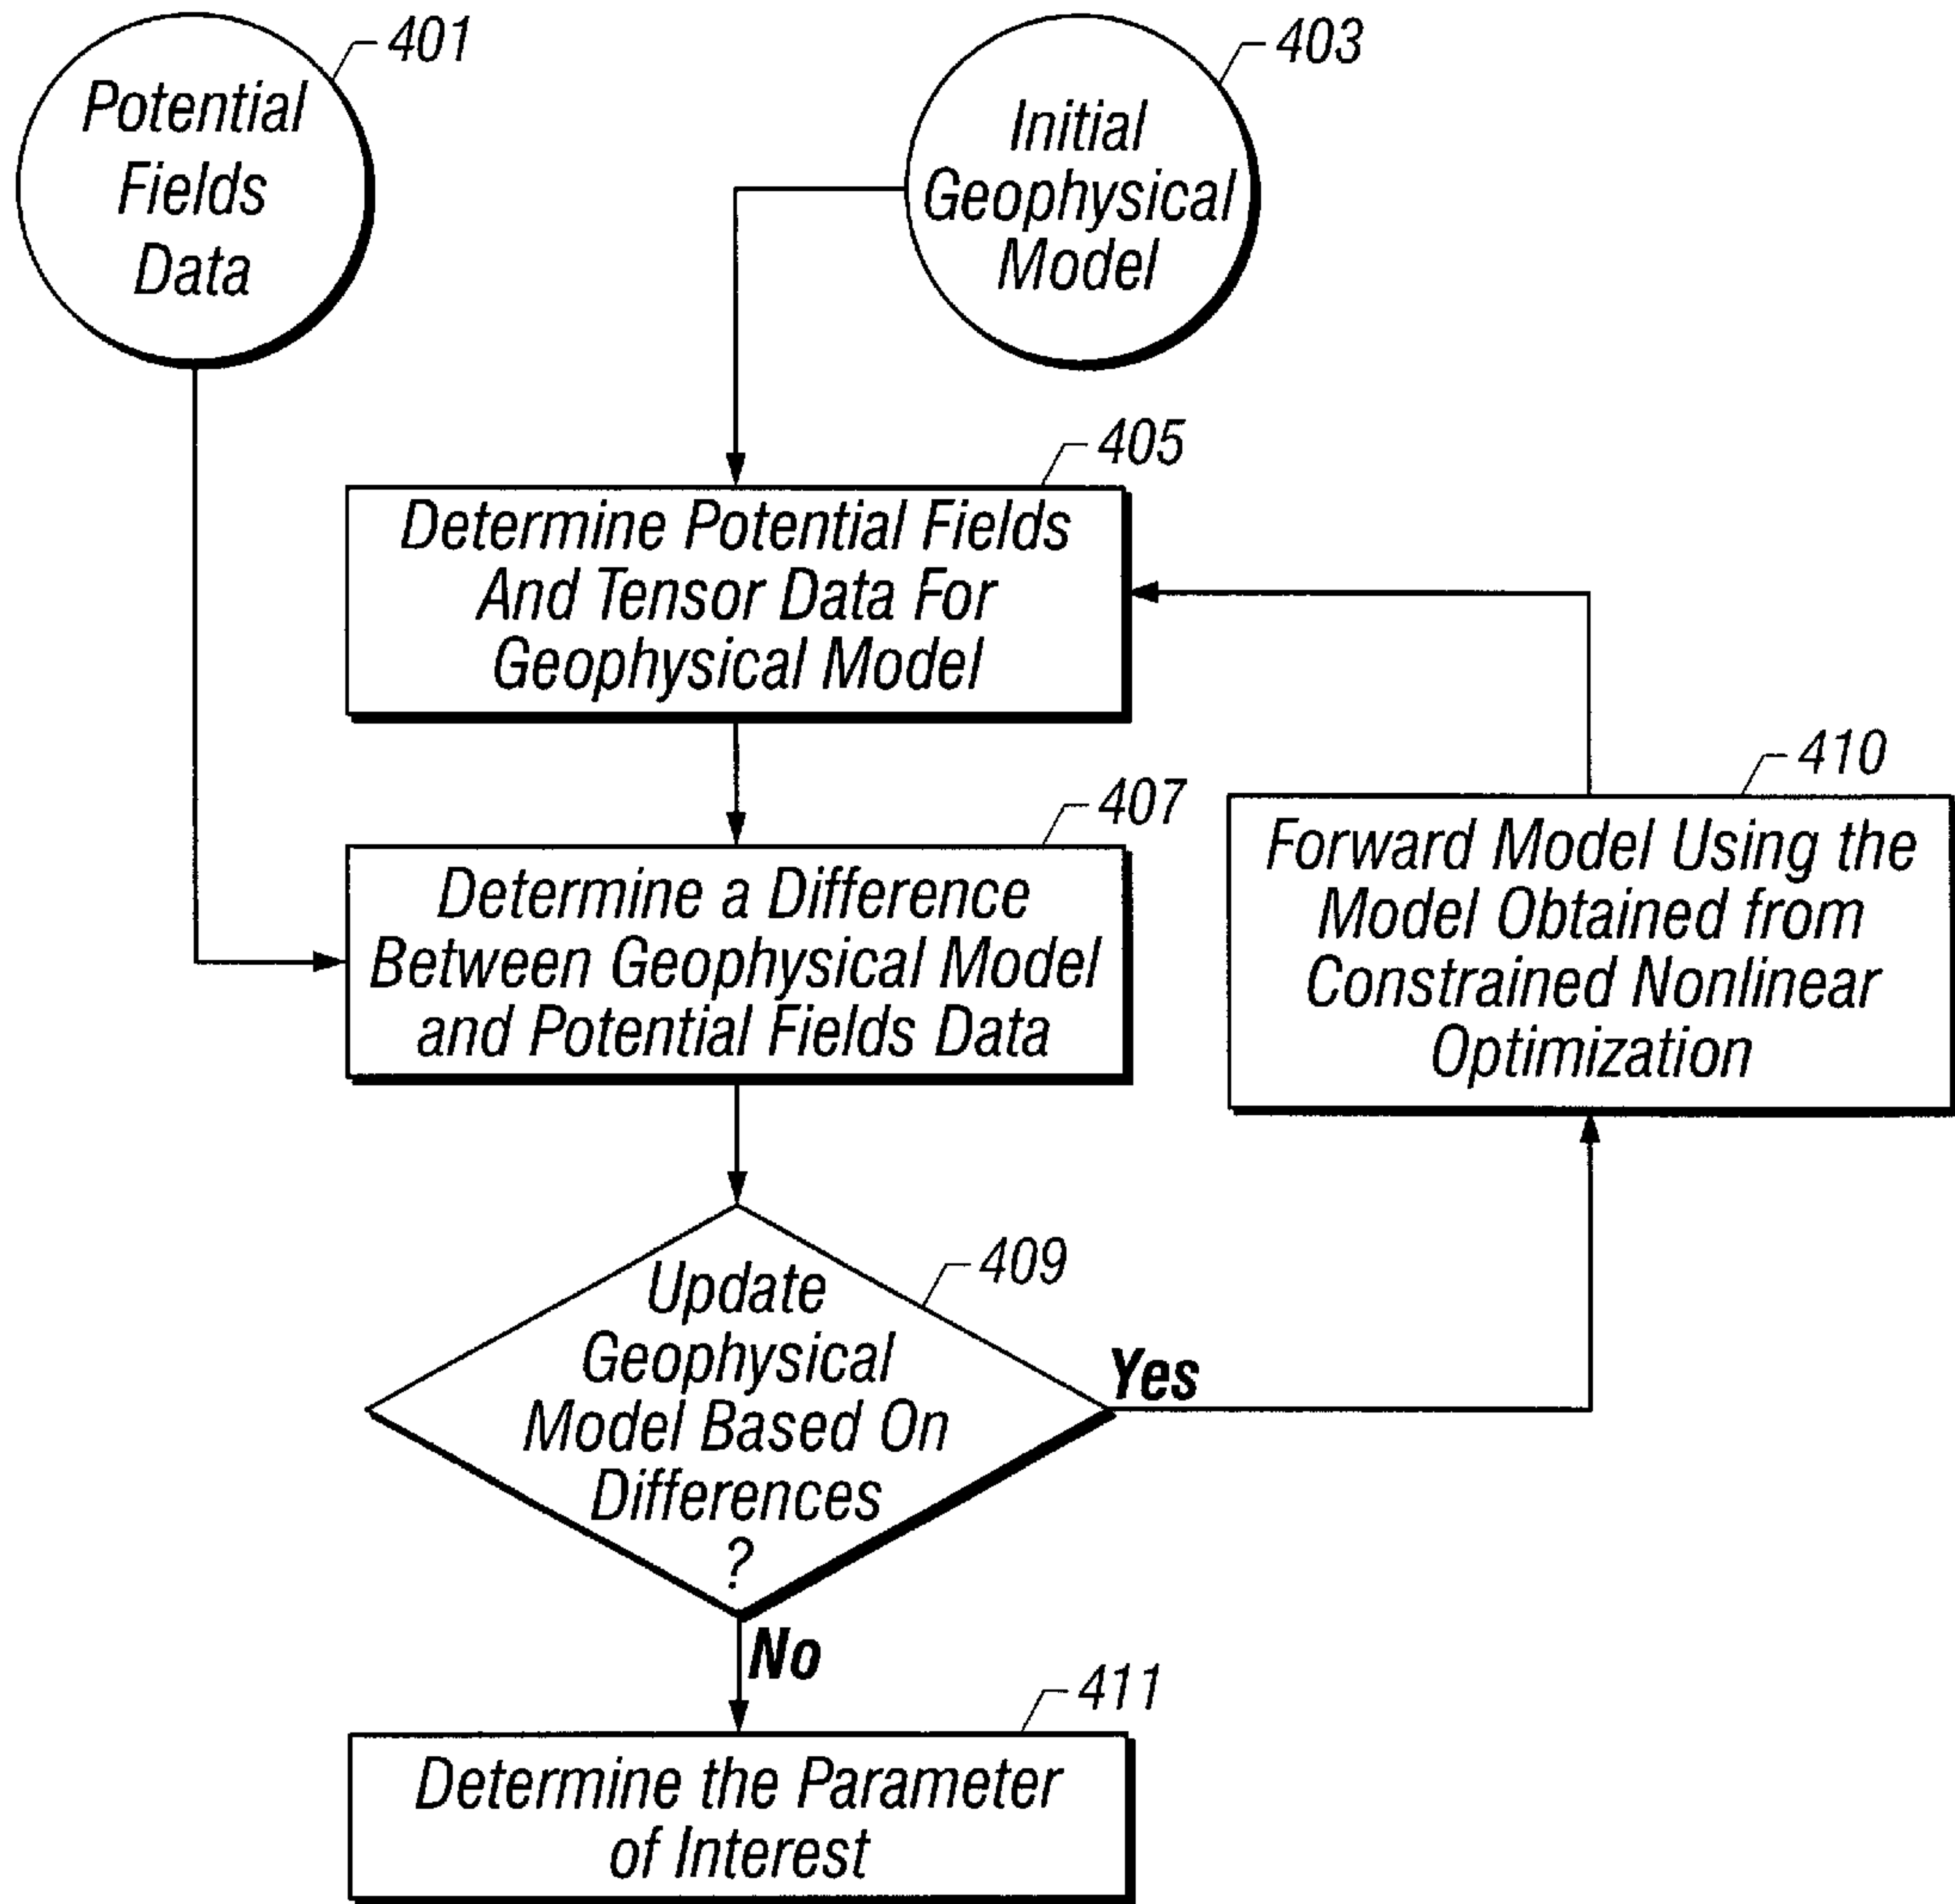 401
Potential
Fields
Data
403
Initial
Geophysical
Model
405
Determine Potential Fields
And Tensor Data For
Geophysical Model
407
Determine a Difference
Between Geophysical Model
and Potential Fields Data
410
Forward Model Using the
Model Obtained from
Constrained Nonlinear
Optimization
409
Update
Geophysical
Model Based On
Differences
?
Yes
No
411
Determine the Parameter
of Interest